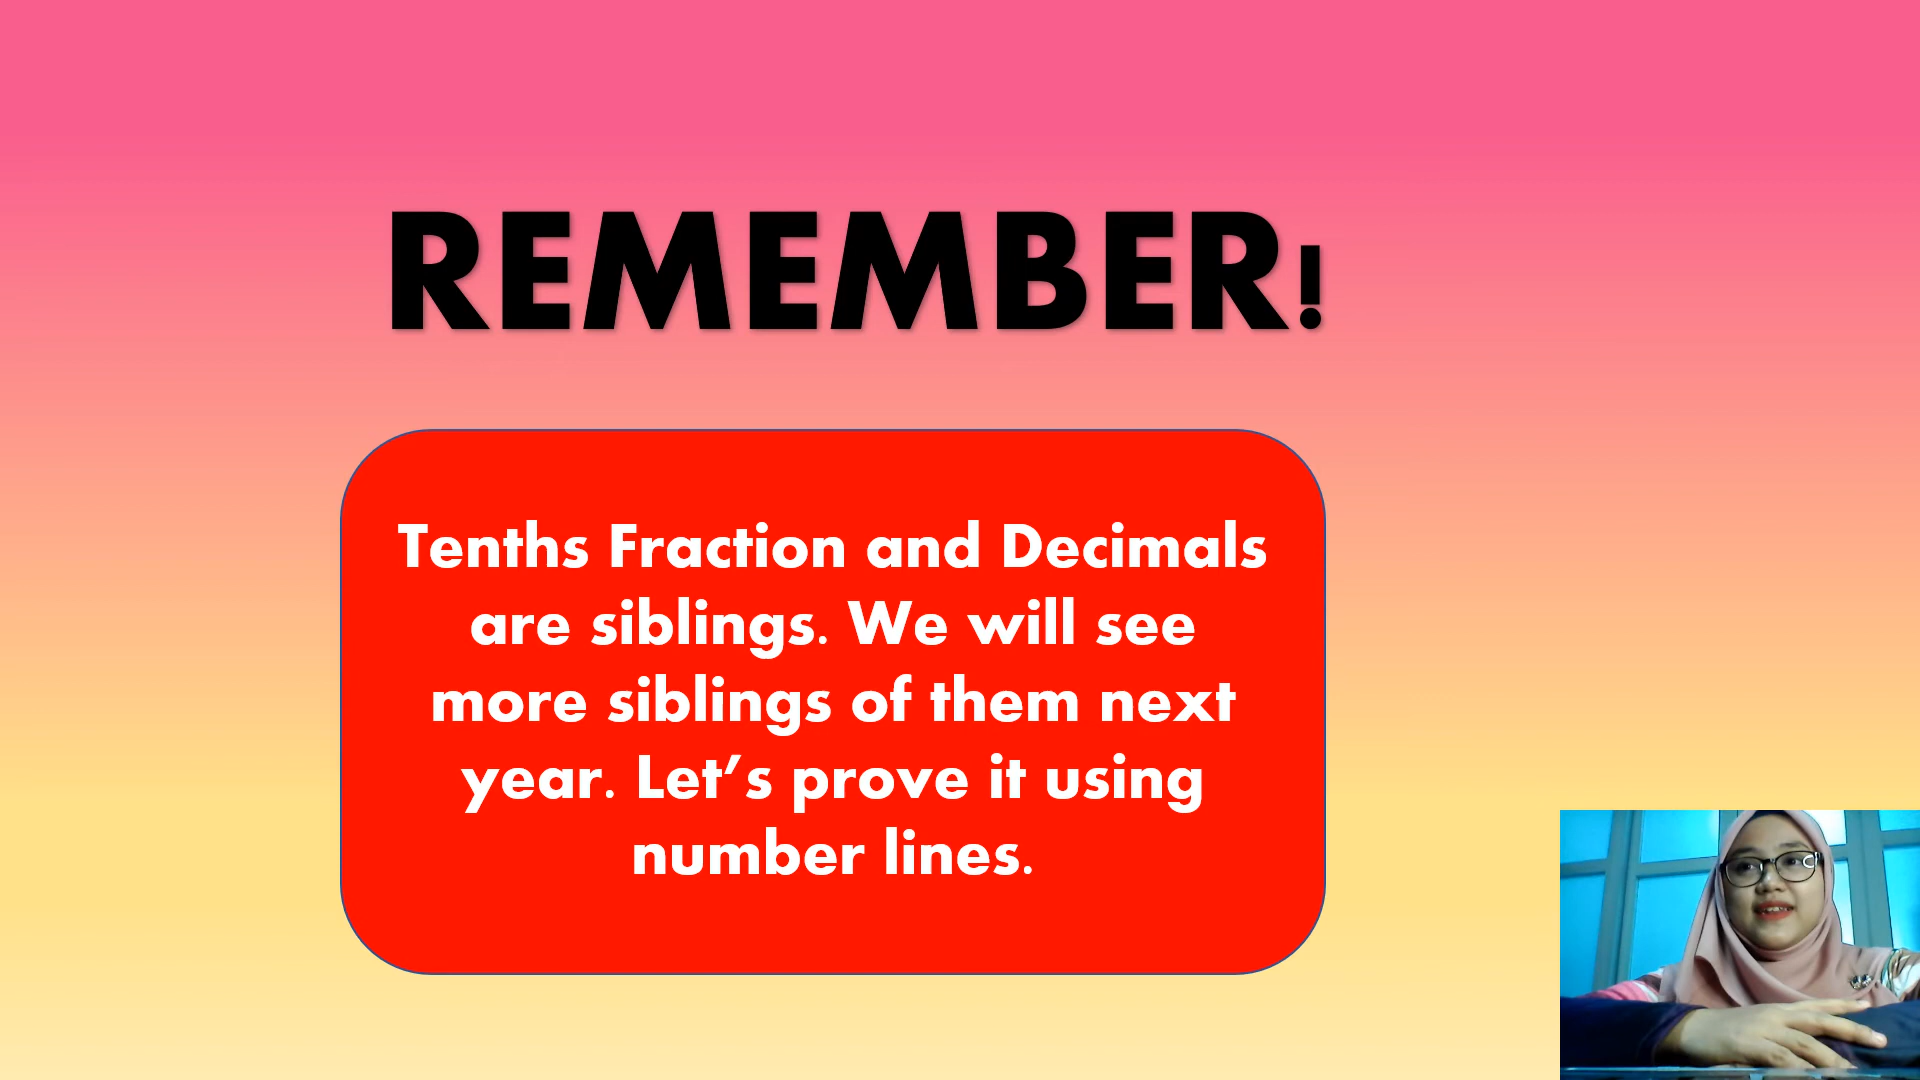 REMEMBER!
Tenths Fraction and Decimals
are siblings. We will see
more siblings of them next
year. Let’s prove it using
number lines.